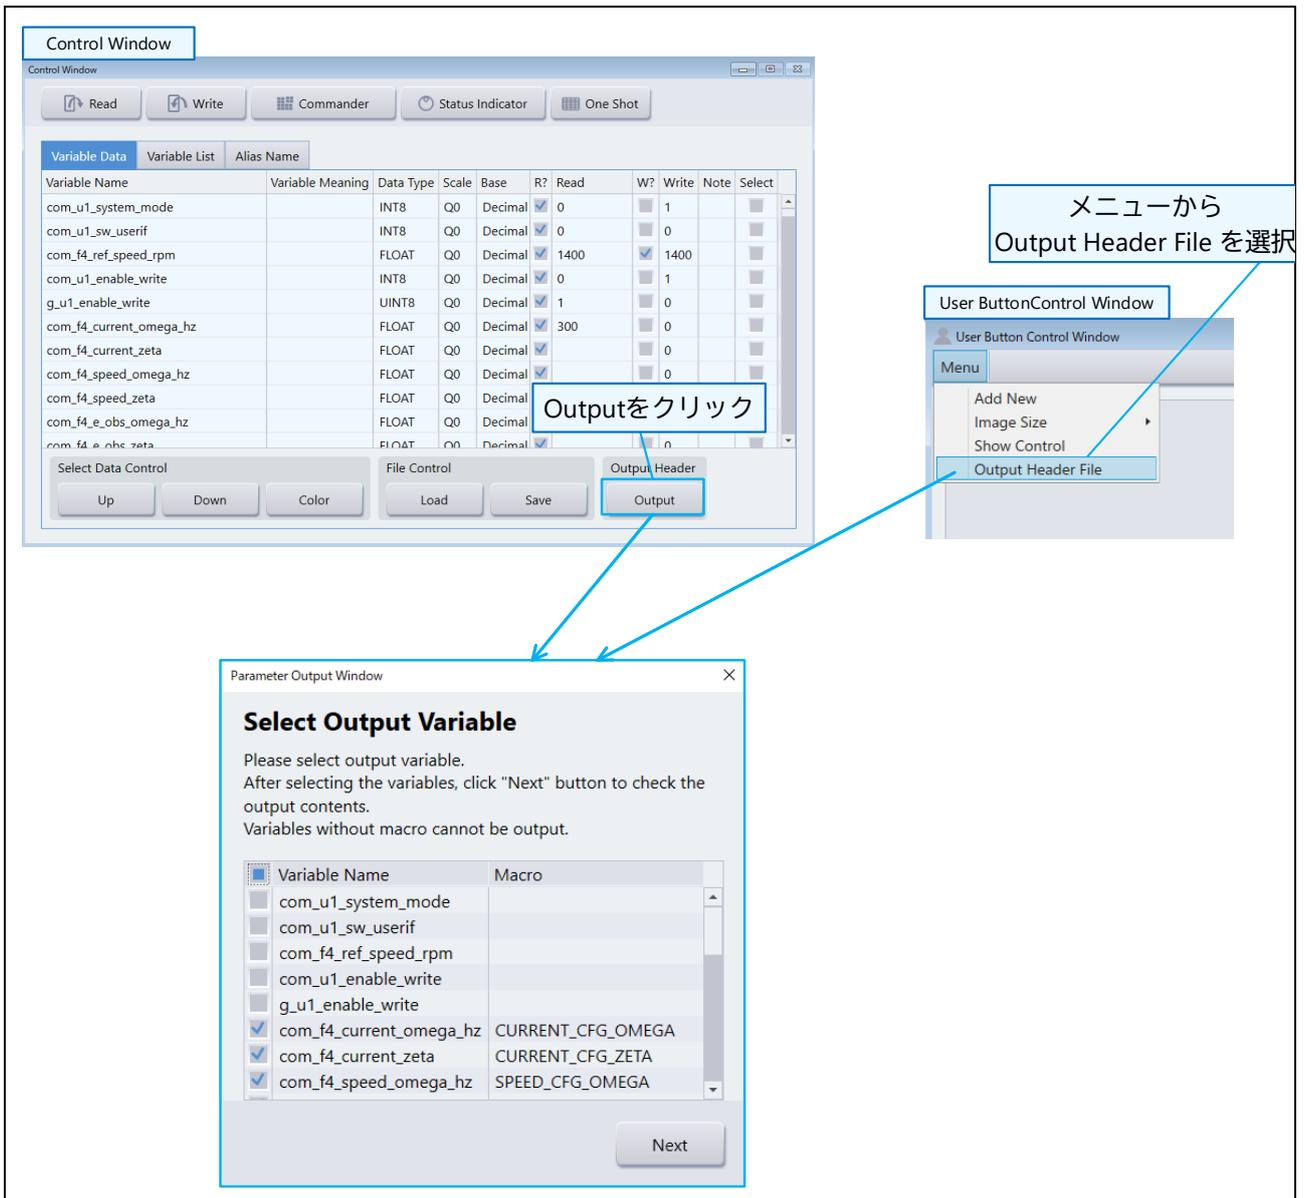 Control Window
Control Window
Read Write Commander Status Indicator One Shot
Variable Data Variable List Alias Name
Variable Name Variable Meaning Data Type Scale Base R? Read W? Write Note Select
com_u1_system_mode INT8 Q0 Decimal 0 1
com_u1_sw_userif INT8 Q0 Decimal 0 0
com_f4_ref_speed_rpm FLOAT Q0 Decimal 1400 1400
com_u1_enable_write INT8 Q0 Decimal 0 1
g_u1_enable_write UINT8 Q0 Decimal 1 0
com_f4_current_omega_hz FLOAT Q0 Decimal 300 0
com_f4_current_zeta FLOAT Q0 Decimal 0
com_f4_speed_omega_hz FLOAT Q0 Decimal 0
com_f4_speed_zeta FLOAT Q0 Decimal
com_f4_e_obs_omega_hz FLOAT Q0 Decimal
com_f4_e_obs_zeta FLOAT Q0 Decimal 0
Outputをクリック
Select Data Control File Control Output Header
Up Down Color Load Save Output
メニューから
Output Header File を選択
User ButtonControl Window
User Button Control Window
Menu
Add New
Image Size
Show Control
Output Header File
Parameter Output Window
Select Output Variable
Please select output variable.
After selecting the variables, click "Next" button to check the
output contents.
Variables without macro cannot be output.
Variable Name Macro
com_u1_system_mode
com_u1_sw_userif
com_f4_ref_speed_rpm
com_u1_enable_write
g_u1_enable_write
com_f4_current_omega_hz CURRENT_CFG_OMEGA
com_f4_current_zeta CURRENT_CFG_ZETA
com_f4_speed_omega_hz SPEED_CFG_OMEGA
Next